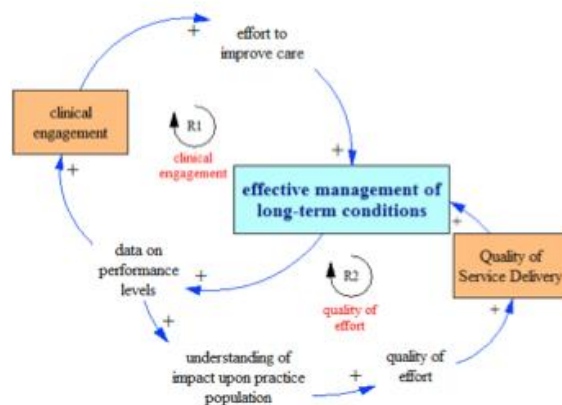 +
effort to
improve care
clinical
engagement
R1
clinical
engagement
+
+
effective management of
long-term conditions
+
data on
performance
levels
+
R2
quality of
effort
Quality of
Service Delivery
+
+
understanding of
impact upon practice
population
+
quality of
effort
+